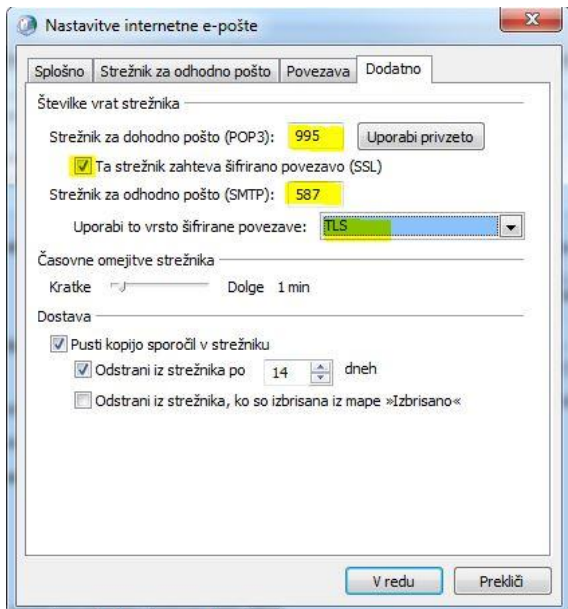 Nastavitve internetne e-pošte
Splošno Strežnik za odhodno pošto Povezava Dodatno
Številke vrat strežnika
Strežnik za dohodno pošto (POP3): 995 Uporabi privzeto
Ta strežnik zahteva šifrirano povezavo (SSL)
Strežnik za odhodno pošto (SMTP): 587
Uporabi to vrsto šifrirane povezave: TLS
Časovne omejitve strežnika
Kratke Dolge 1 min
Dostava
Pusti kopijo sporočil v strežniku
Odstrani iz strežnika po 14 dneh
Odstrani iz strežnika, ko so izbrisana iz mape »Izbrisano«
V redu Prekliči